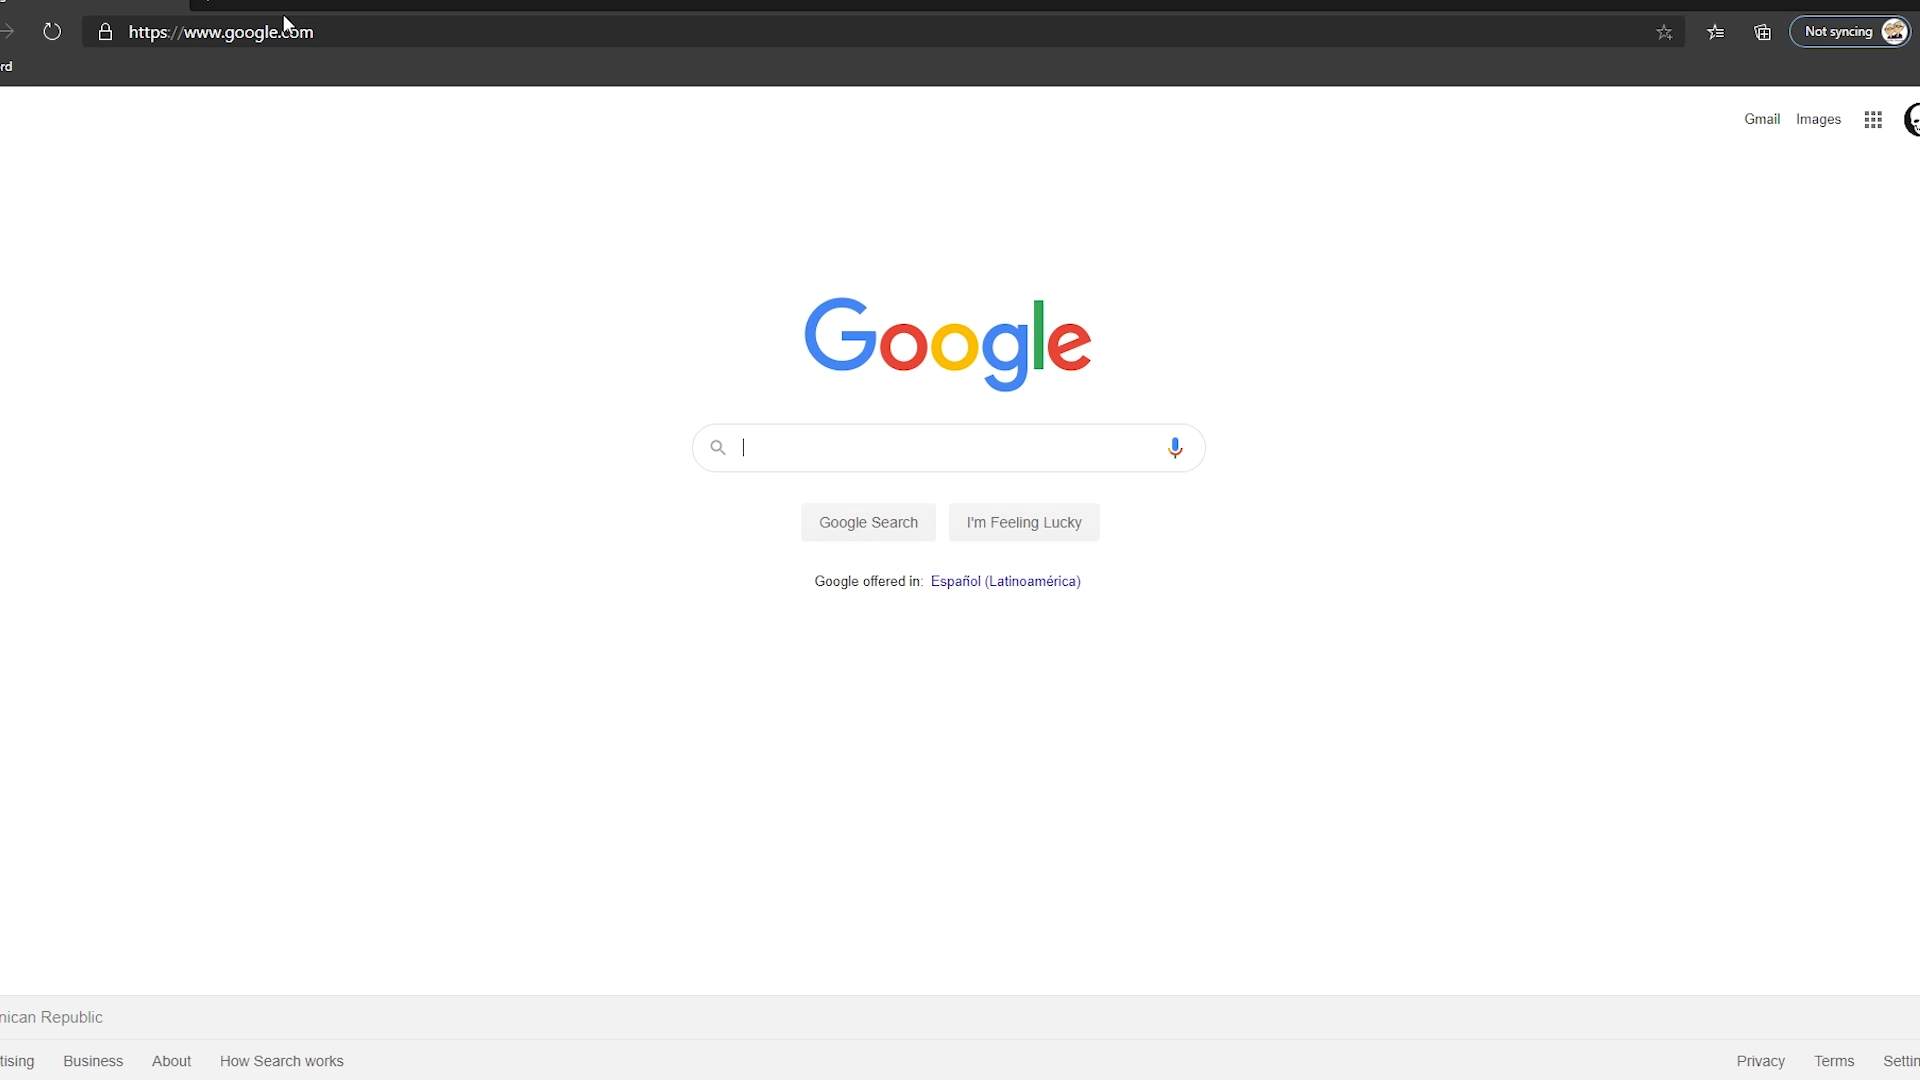 https://www.google.com
Not syncing
rd
Gmail Images
Google
Google Search I'm Feeling Lucky
Google offered in: Español (Latinoamérica)
nican Republic
tising Business About How Search works
Privacy Terms Settin